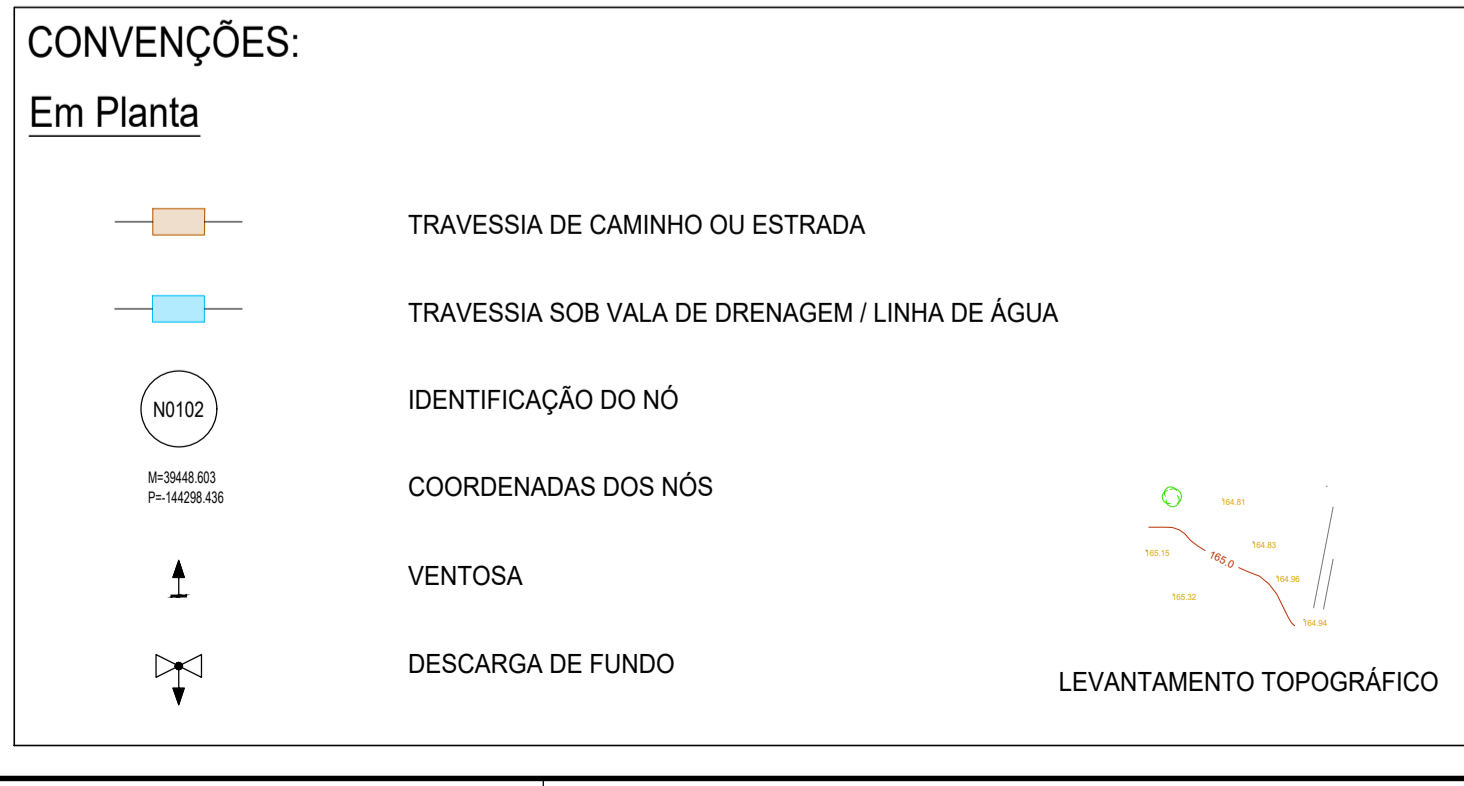 CONVENÇÕES:
Em Planta
TRAVESSIA DE CAMINHO OU ESTRADA
TRAVESSIA SOB VALA DE DRENAGEM / LINHA DE ÁGUA
N0102
IDENTIFICAÇÃO DO NÓ
M=39448.603
P=-144298.436
COORDENADAS DOS NÓS
VENTOSA
DESCARGA DE FUNDO
164.81
164.83
165.15
165.0
164.96
165.32
164.94
LEVANTAMENTO TOPOGRÁFICO